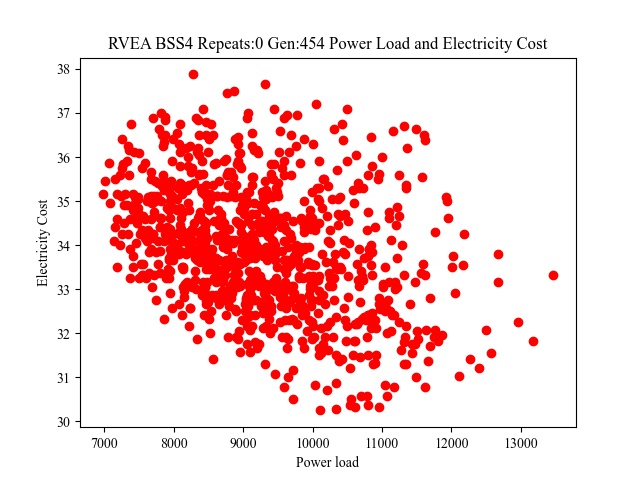 RVEA BSS4 Repeats:0 Gen:454 Power Load and Electricity Cost
38
37
36
35
34
33
32
31
30
Electricity Cost
7000 8000 9000 10000 11000 12000 13000
Power load